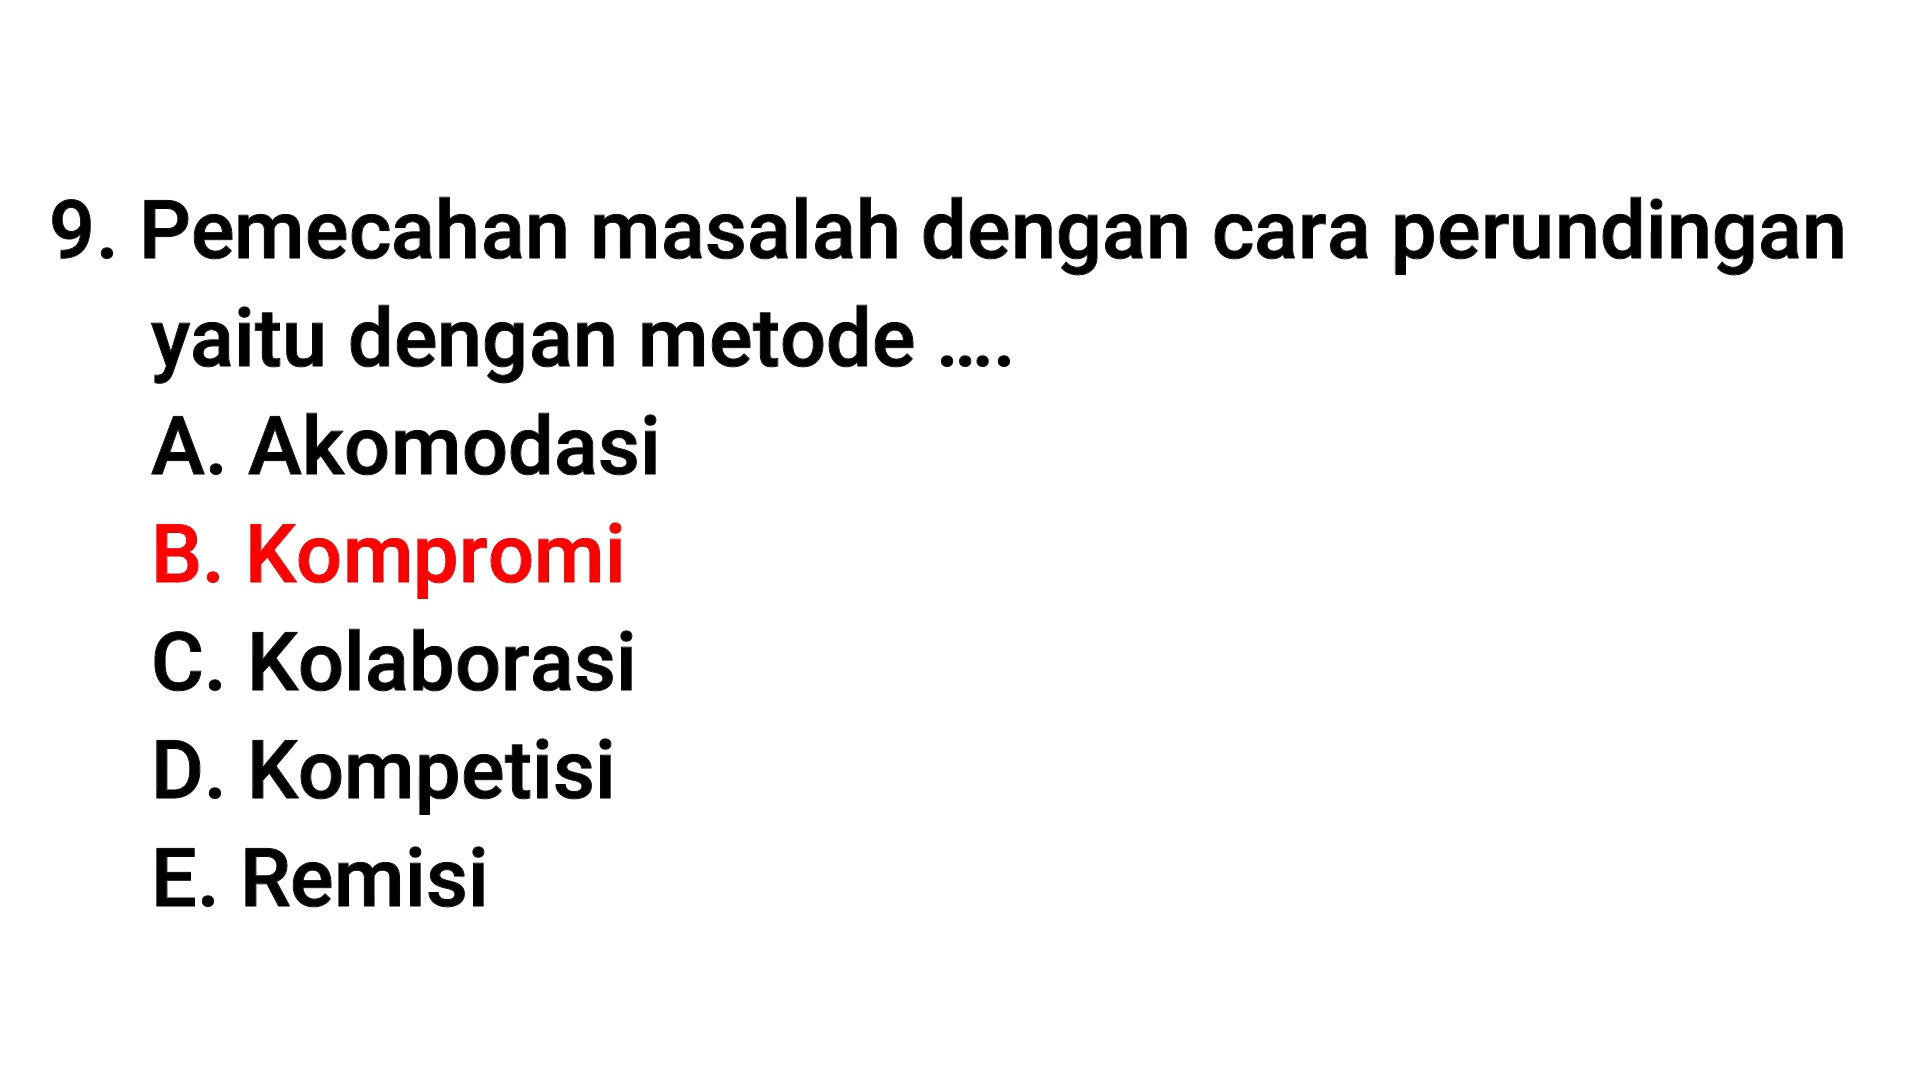 9. Pemecahan masalah dengan cara perundingan
yaitu dengan metode ....
A. Akomodasi
B. Kompromi
C. Kolaborasi
D. Kompetisi
E. Remisi